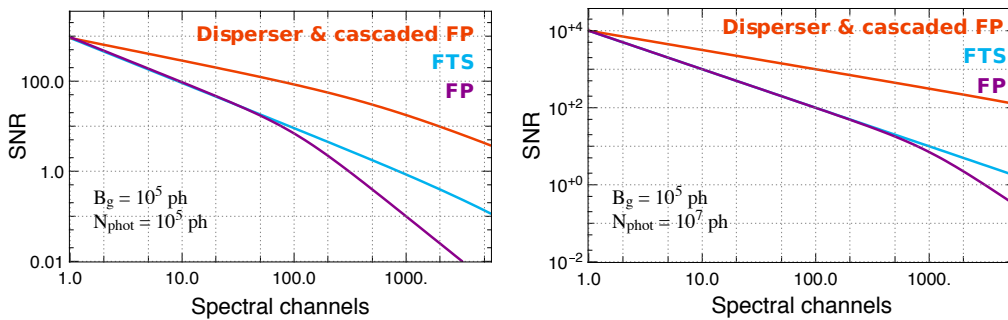 Disperser & cascaded FP
FTS
FP
SNR
100.0
1.0
0.01
B_g = 10^5 ph
N_phot = 10^5 ph
1.0 10.0 100.0 1000.
Spectral channels
Disperser & cascaded FP
FTS
FP
SNR
10^+4
10^+2
10^+0
10^−2
B_g = 10^5 ph
N_phot = 10^7 ph
1.0 10.0 100.0 1000.
Spectral channels